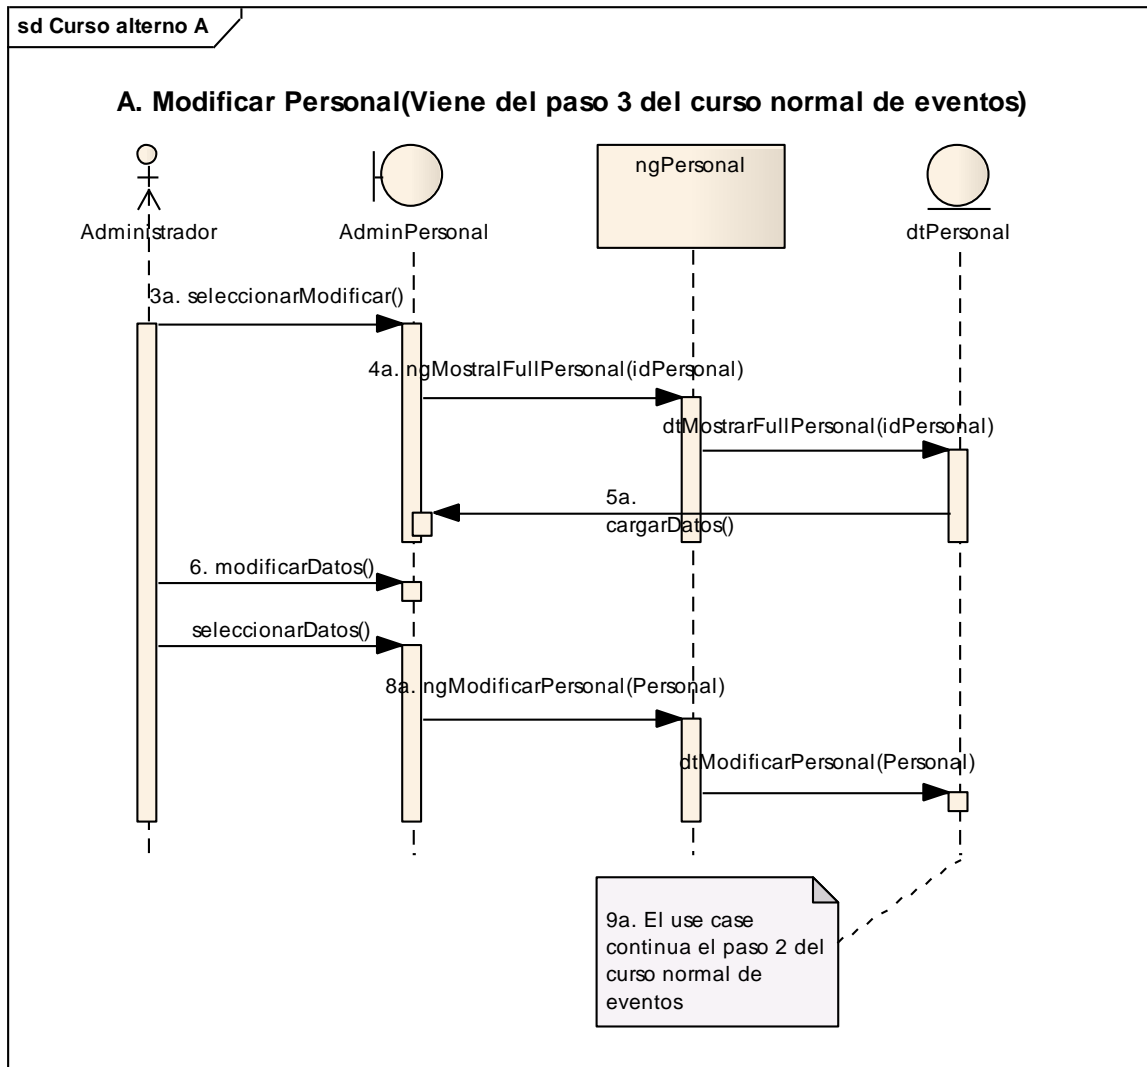 sd Curso alterno A
A. Modificar Personal(Viene del paso 3 del curso normal de eventos)
Administrador
AdminPersonal
ngPersonal
dtPersonal
3a. seleccionarModificar()
4a. ngMostralFullPersonal(idPersonal)
dtMostrarFullPersonal(idPersonal)
5a.
cargarDatos()
6. modificarDatos()
seleccionarDatos()
8a. ngModificarPersonal(Personal)
dtModificarPersonal(Personal)
9a. El use case
continua el paso 2 del
curso normal de
eventos